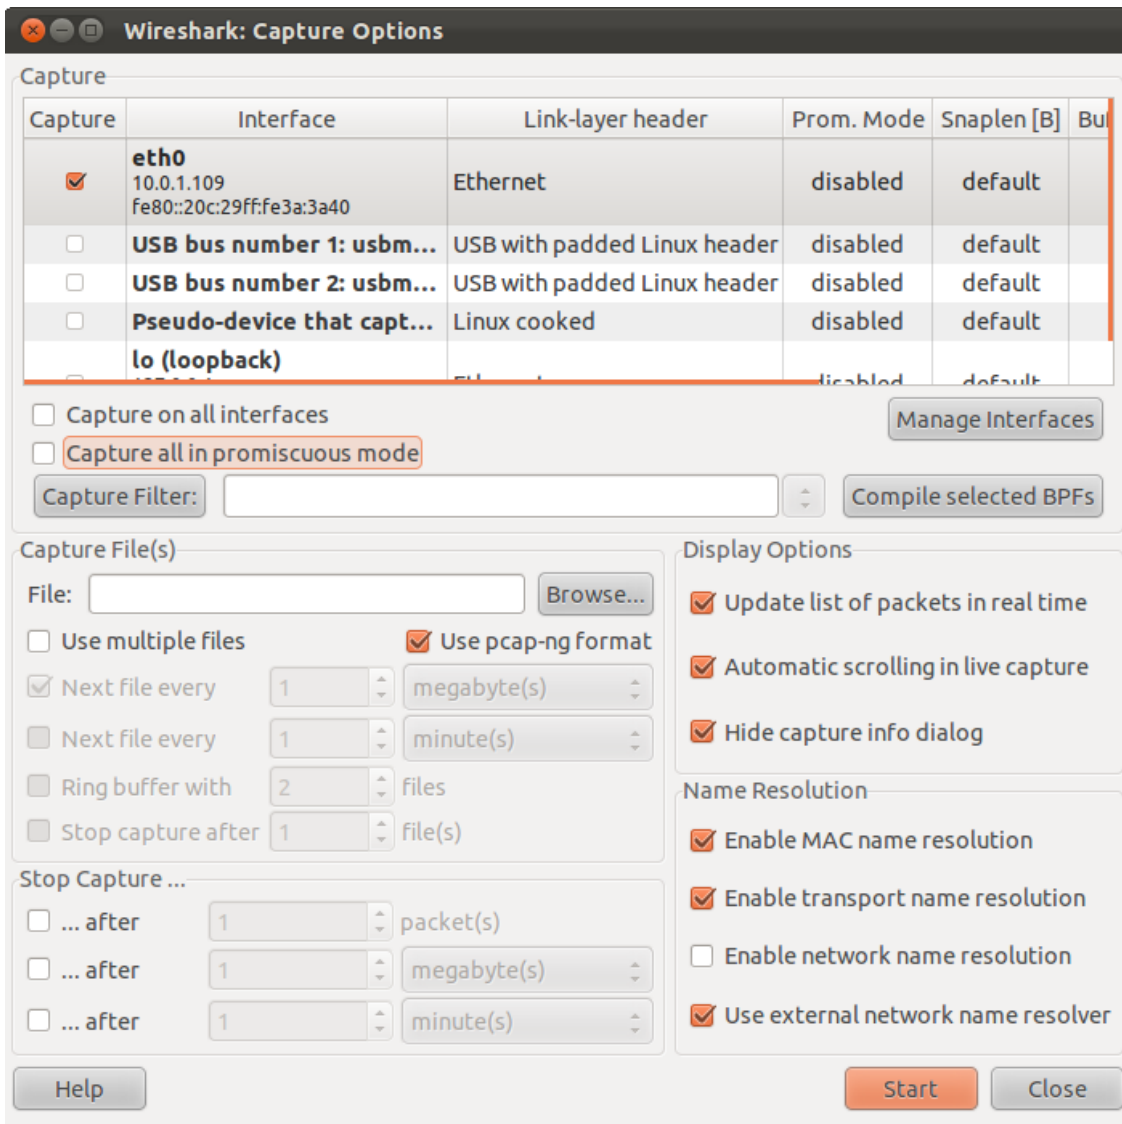 Wireshark: Capture Options
Capture
Capture Interface Link-layer header Prom. Mode Snaplen [B]
eth0
10.0.1.109
fe80::20c:29ff:fe3a:3a40
Ethernet disabled default
USB bus number 1: usbm... USB with padded Linux header disabled default
USB bus number 2: usbm... USB with padded Linux header disabled default
Pseudo-device that capt... Linux cooked disabled default
lo (loopback)
disabled default
Capture on all interfaces
Manage Interfaces
Capture all in promiscuous mode
Capture Filter: Compile selected BPFs
Capture File(s)
File: Browse...
Use multiple files Use pcap-ng format
Next file every 1 megabyte(s)
Next file every 1 minute(s)
Ring buffer with 2 files
Stop capture after 1 file(s)
Stop Capture ...
... after 1 packet(s)
... after 1 megabyte(s)
... after 1 minute(s)
Display Options
Update list of packets in real time
Automatic scrolling in live capture
Hide capture info dialog
Name Resolution
Enable MAC name resolution
Enable transport name resolution
Enable network name resolution
Use external network name resolver
Help Start Close